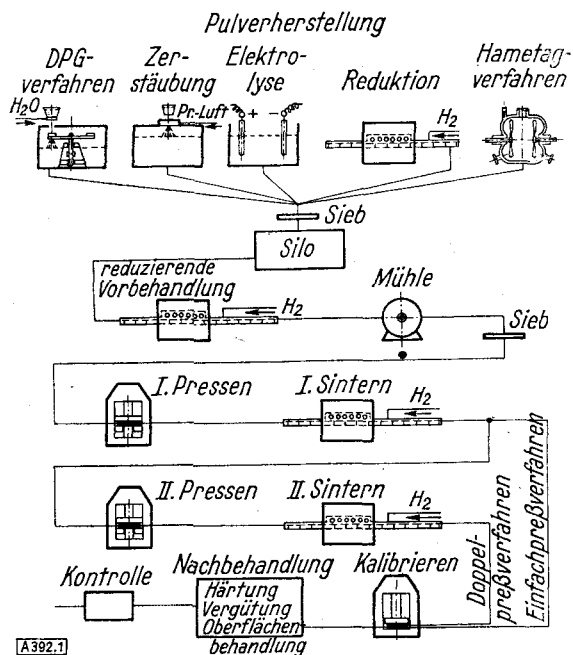 Pulverherstellung
DPG-
verfahren
H2O
Zer-
stäubung
Pr.-Luft
Elektro-
lyse
+ -
Reduktion
H2
Hametag-
verfahren
Sieb
Silo
reduzierende
Vorbehandlung
H2
Mühle
Sieb
I. Pressen
I. Sintern
H2
II. Pressen
II. Sintern
H2
Doppel-
preßverfahren
Einfachpreßverfahren
Kontrolle
Nachbehandlung
Härtung
Vergütung
Oberflächen
behandlung
Kalibrieren
A392.1